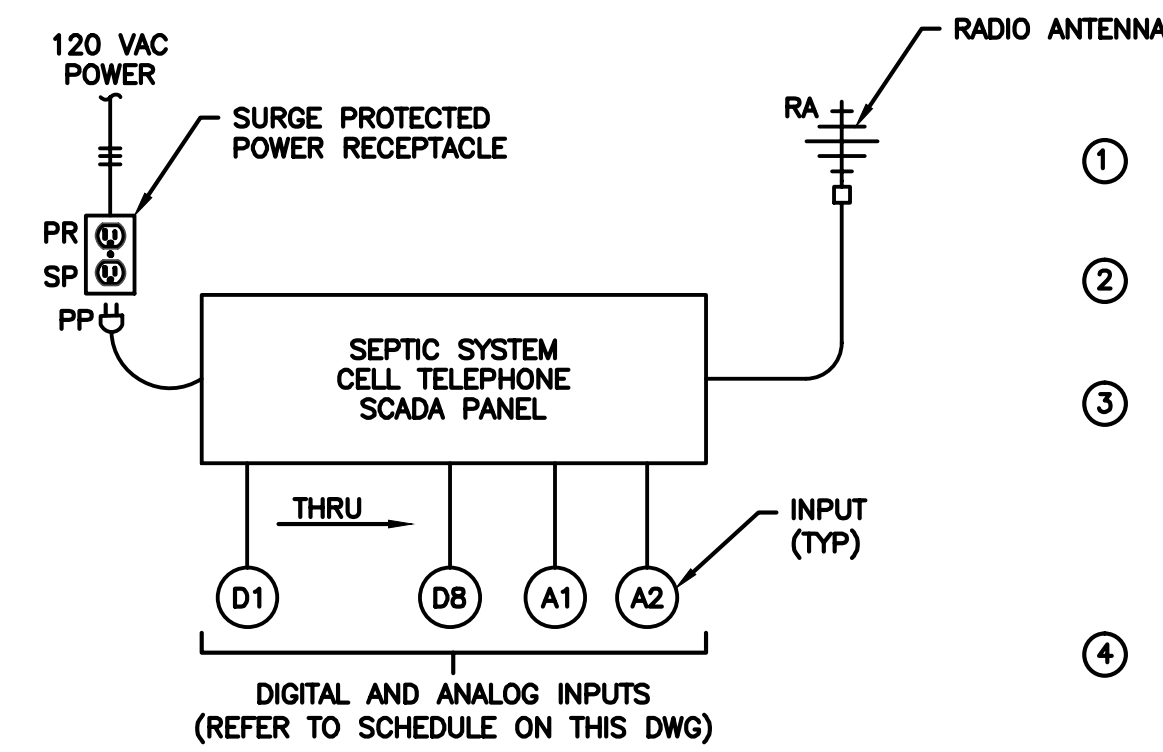 120 VAC
POWER
SURGE PROTECTED
POWER RECEPTACLE
PR
SP
PP
RADIO ANTENNA
RA
SEPTIC SYSTEM
CELL TELEPHONE
SCADA PANEL
THRU
INPUT
(TYP)
D1
D8
A1
A2
DIGITAL AND ANALOG INPUTS
(REFER TO SCHEDULE ON THIS DWG)
1
2
3
4